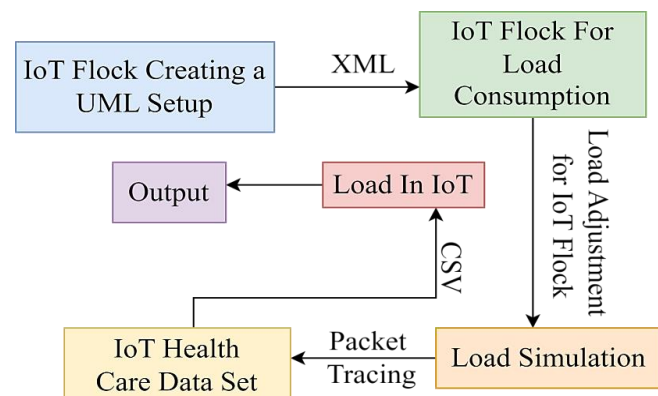 IoT Flock Creating a
UML Setup
XML
IoT Flock For
Load
Consumption
Load Adjustment
for IoT Flock
Output
Load In IoT
CSV
IoT Health
Care Data Set
Packet
Tracing
Load Simulation